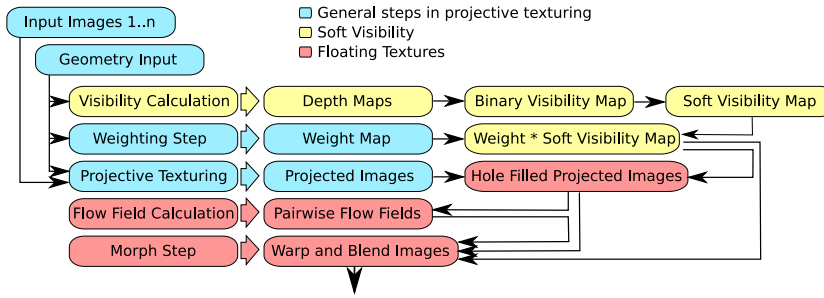 Input Images 1..n
General steps in projective texturing
Soft Visibility
Floating Textures
Geometry Input
Visibility Calculation
Depth Maps
Binary Visibility Map
Soft Visibility Map
Weighting Step
Weight Map
Weight * Soft Visibility Map
Projective Texturing
Projected Images
Hole Filled Projected Images
Flow Field Calculation
Pairwise Flow Fields
Morph Step
Warp and Blend Images